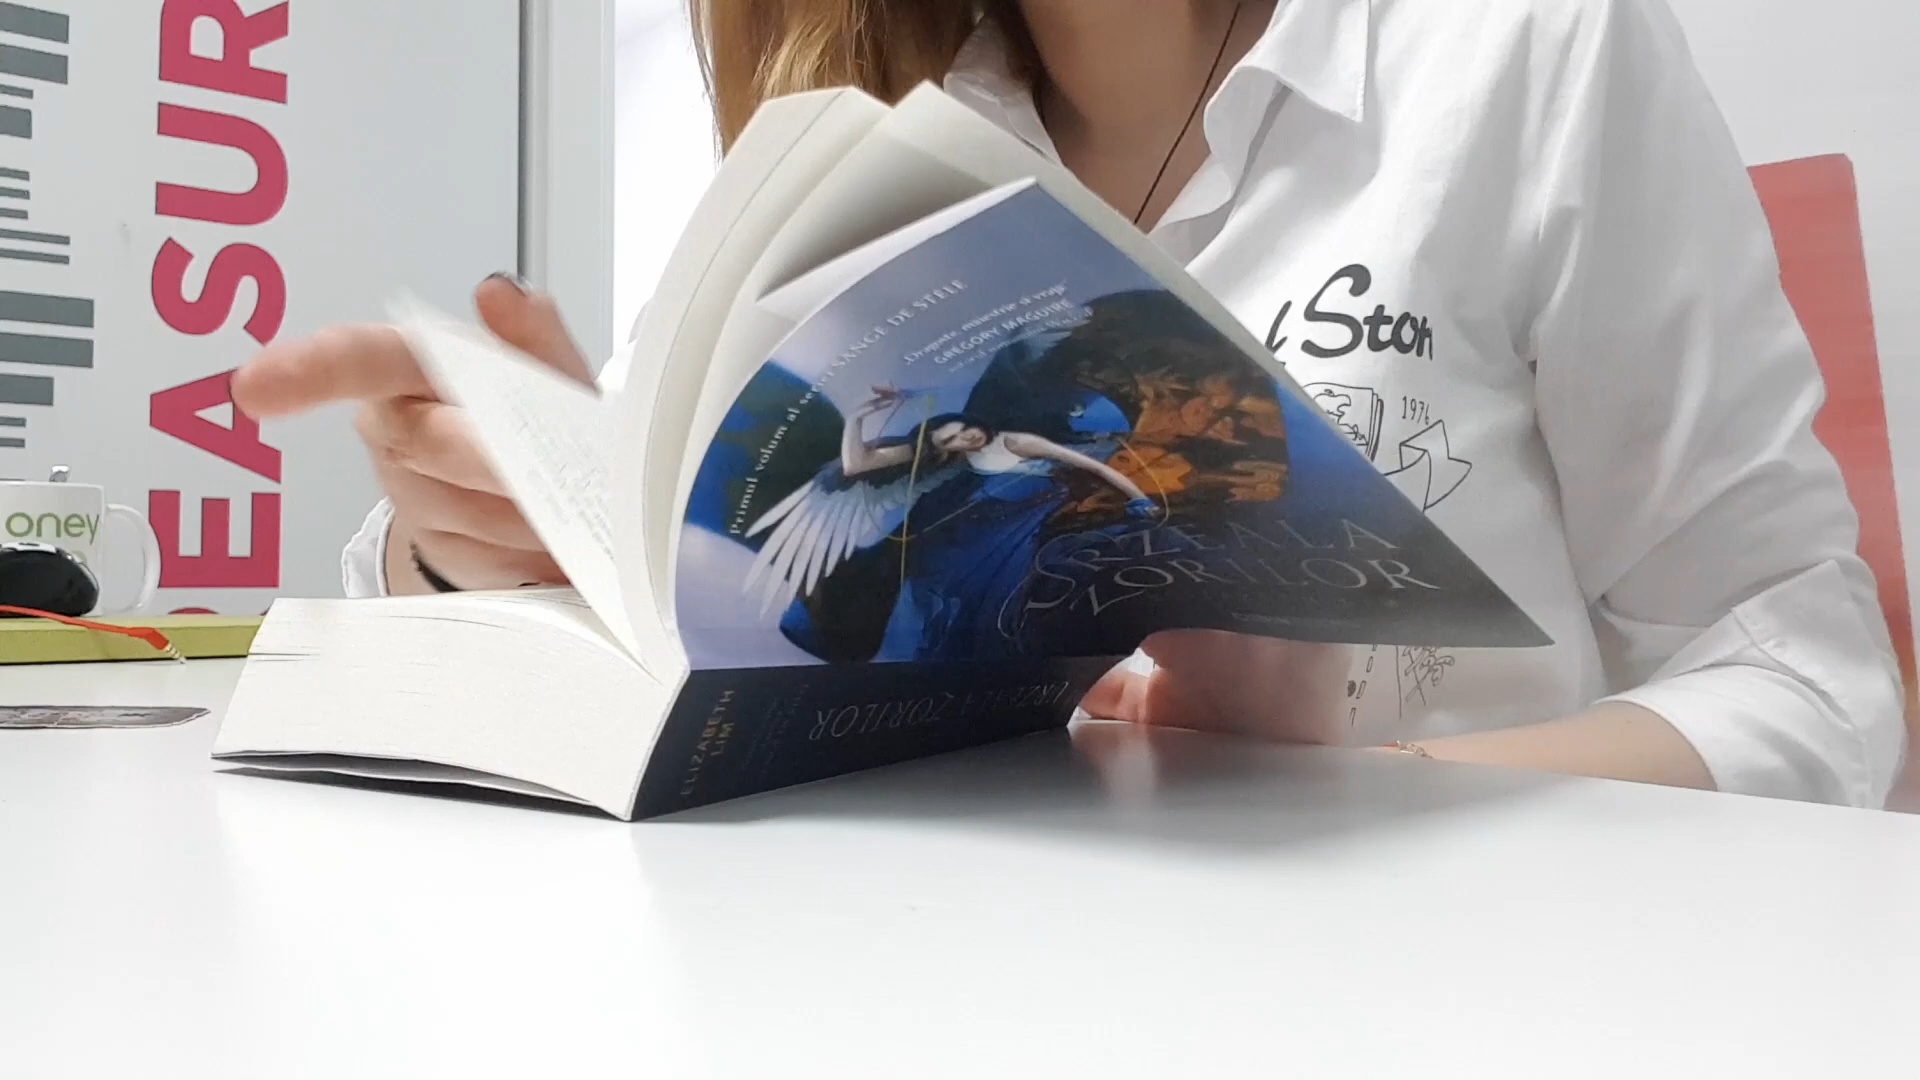 EASUR
oney
Primul volum al seriei SÂNGE DE STELE
„Dragoste, măiestrie și vrajă”
GREGORY MAGUIRE
URZEALA
ZORILOR
ELIZABETH
LIM
URZEALA ZORILOR
Stor
1976